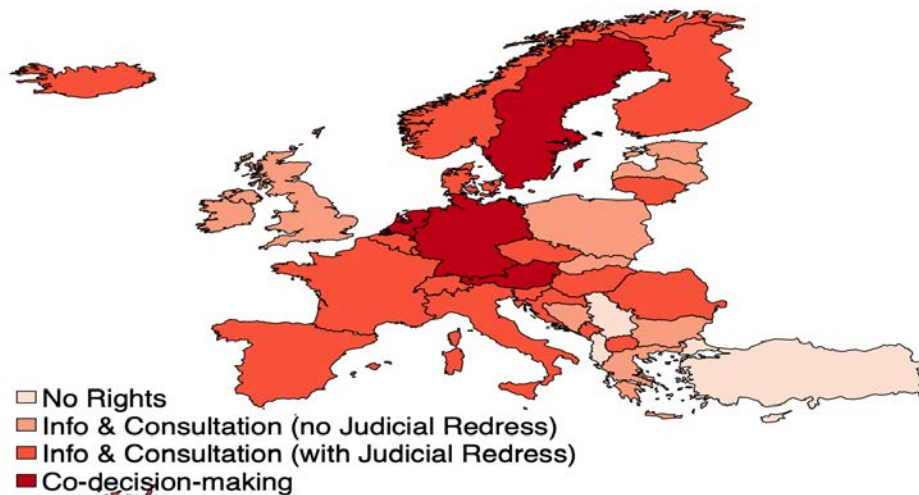 No Rights
Info & Consultation (no Judicial Redress)
Info & Consultation (with Judicial Redress)
Co-decision-making